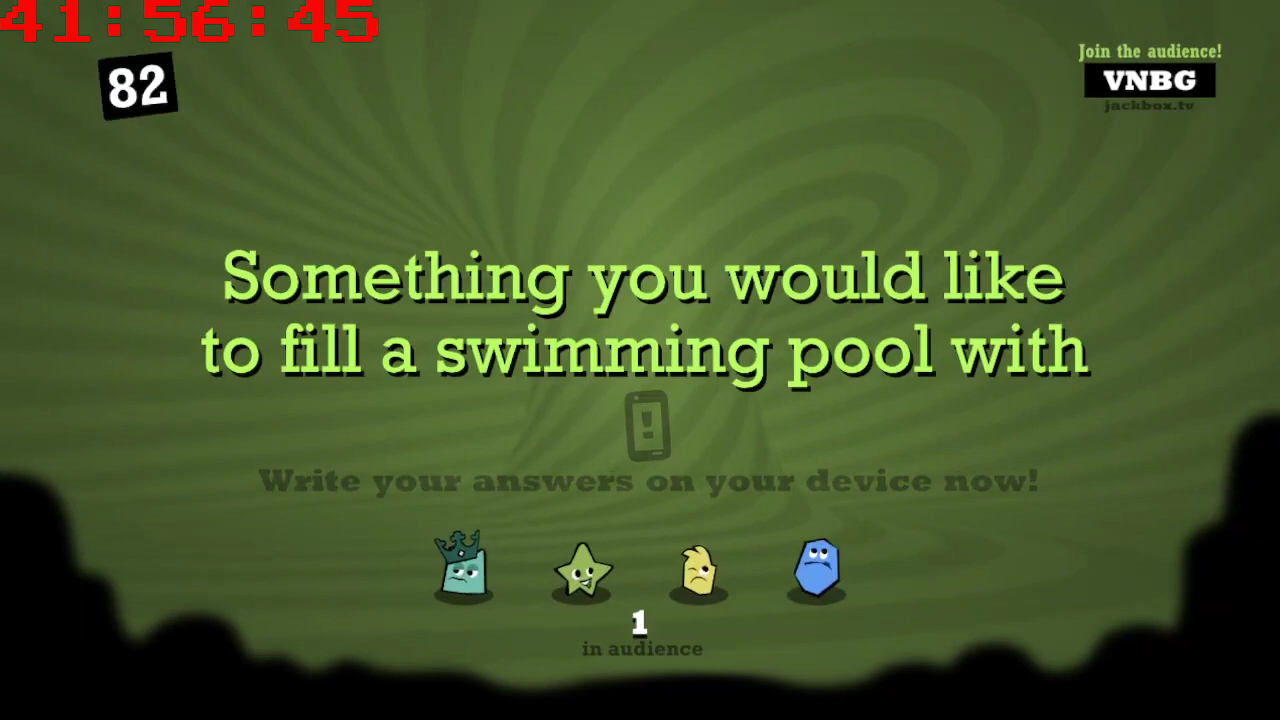 41:56:45
Join the audience!
82
VNBG
jackbox.tv
Something you would like
to fill a swimming pool with
!
Write your answers on your device now!
1
in audience